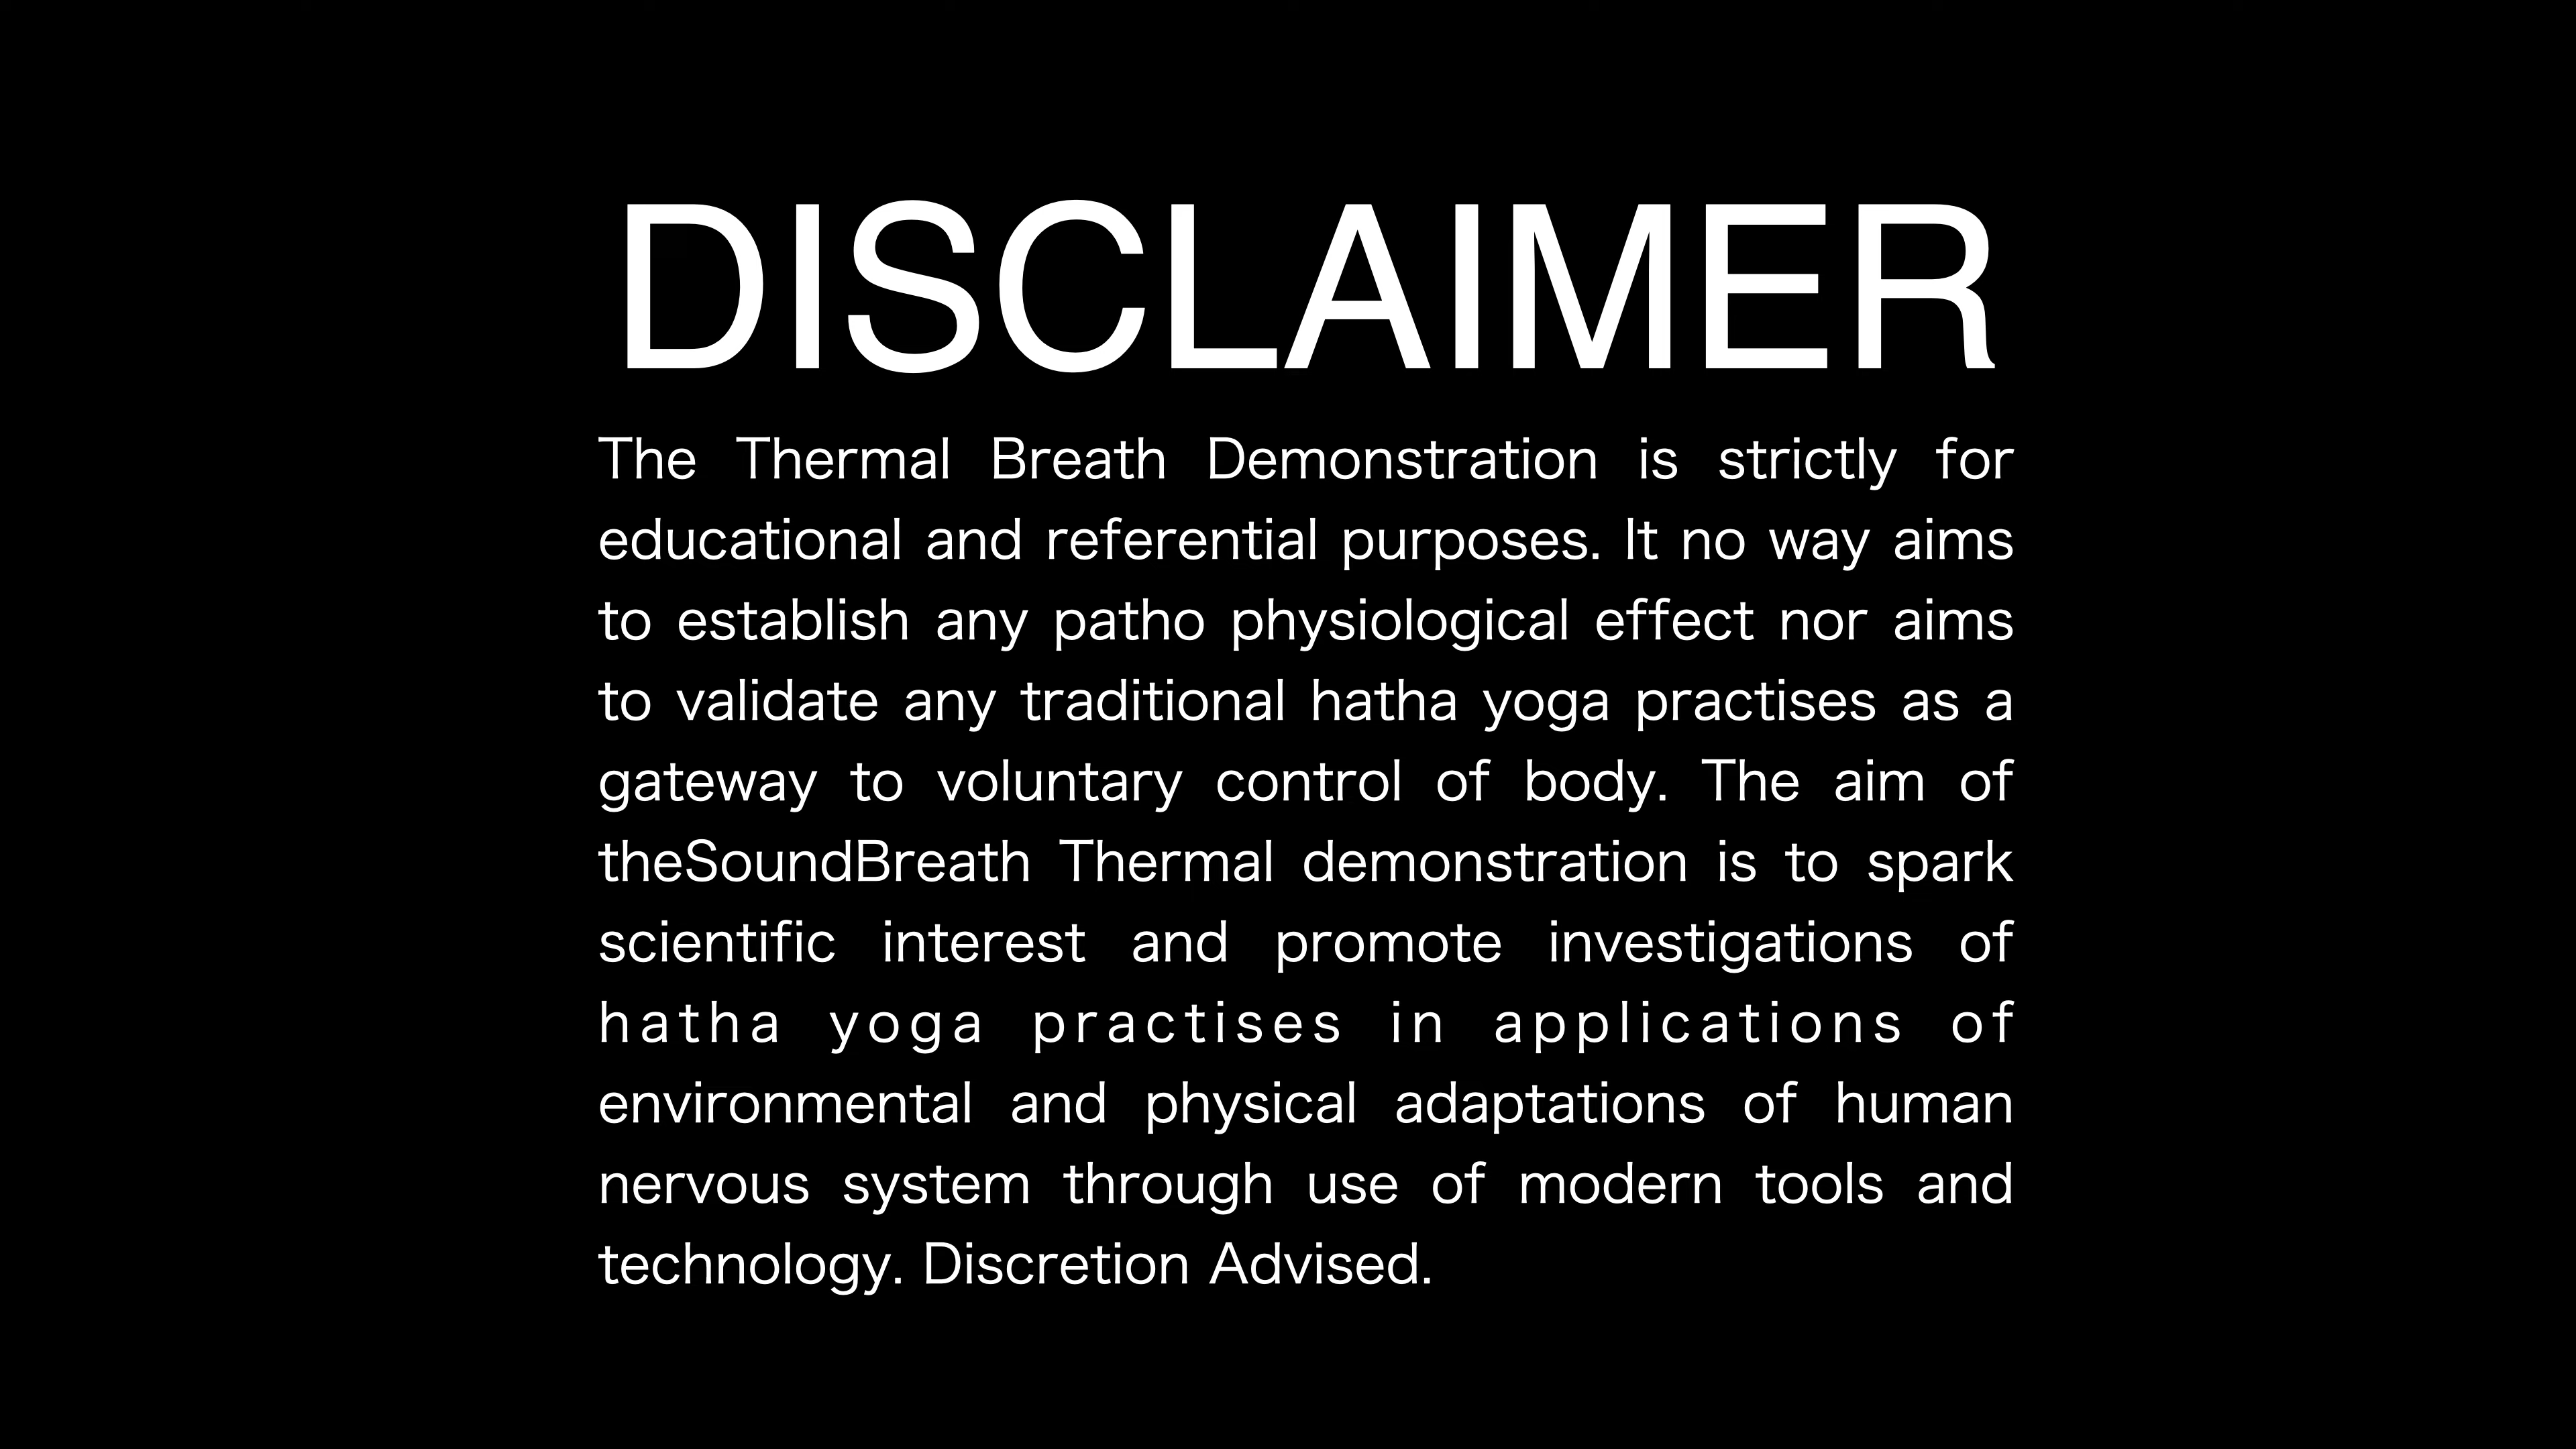 DISCLAIMER
The Thermal Breath Demonstration is strictly for
educational and referential purposes. It no way aims
to establish any patho physiological effect nor aims
to validate any traditional hatha yoga practises as a
gateway to voluntary control of body. The aim of
theSoundBreath Thermal demonstration is to spark
scientific interest and promote investigations of
hatha yoga practises in applications of
environmental and physical adaptations of human
nervous system through use of modern tools and
technology. Discretion Advised.